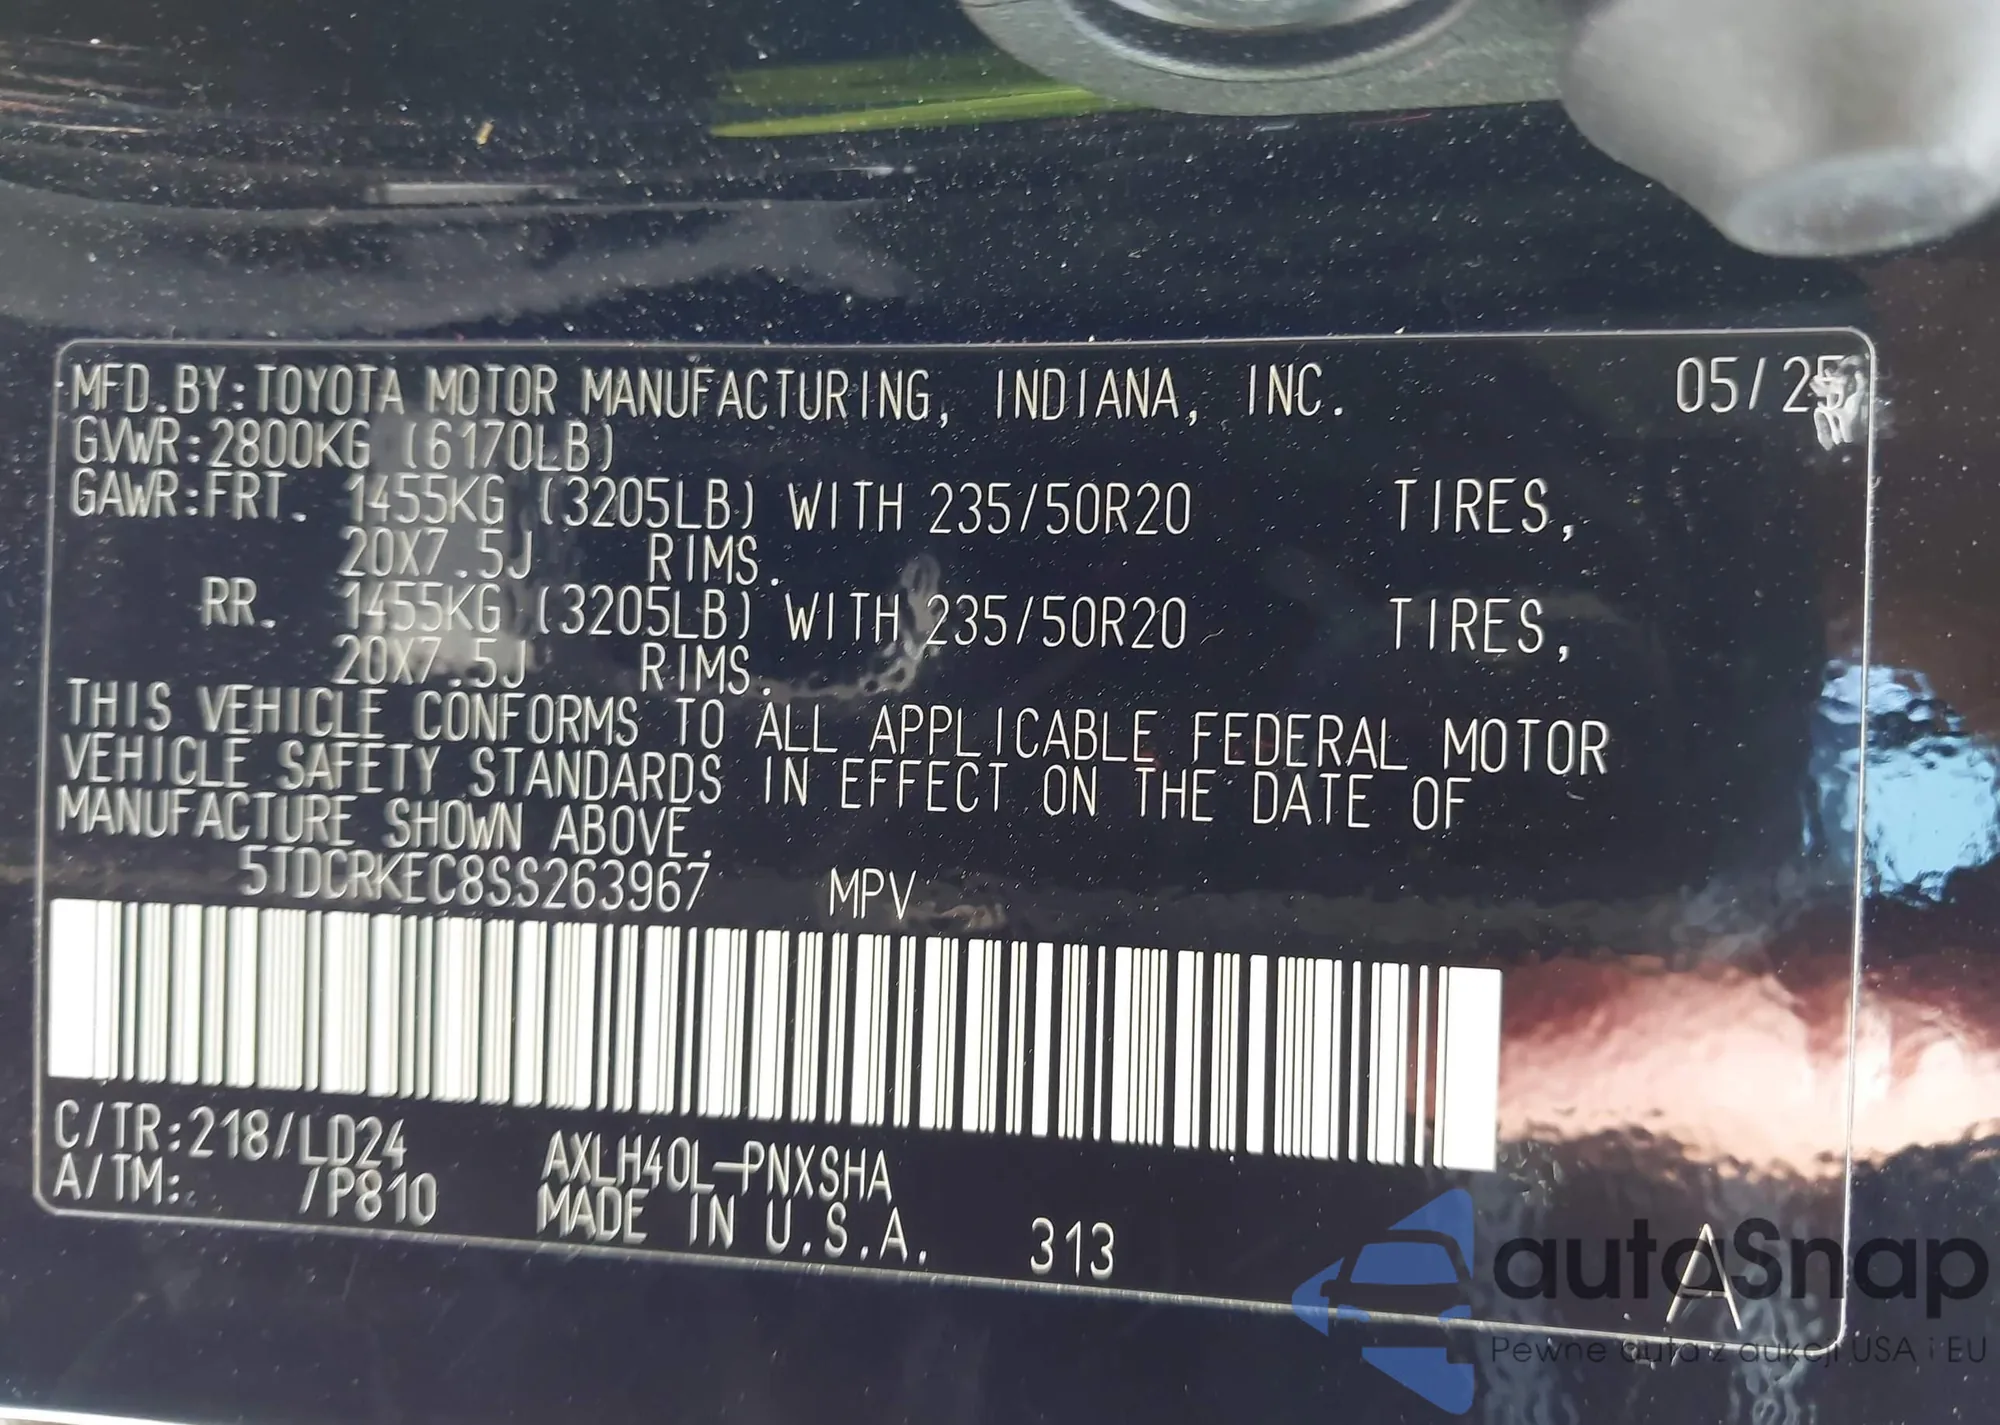 MFD.BY:TOYOTA MOTOR MANUFACTURING, INDIANA, INC. 05/25
GVWR:2800KG (6170LB)
GAWR:FRT. 1455KG (3205LB) WITH 235/50R20 TIRES,
20X7.5J RIMS.
RR. 1455KG (3205LB) WITH 235/50R20 TIRES,
20X7.5J RIMS.
THIS VEHICLE CONFORMS TO ALL APPLICABLE FEDERAL MOTOR
VEHICLE SAFETY STANDARDS IN EFFECT ON THE DATE OF
MANUFACTURE SHOWN ABOVE.
5TDCRKEC8SS263967 MPV
C/TR:218/LD24 AXLH40L-PNXSHA
A/TM: /P810 MADE IN U.S.A. 313
A
autoSnap
Pewne auta z aukcji USA i EU